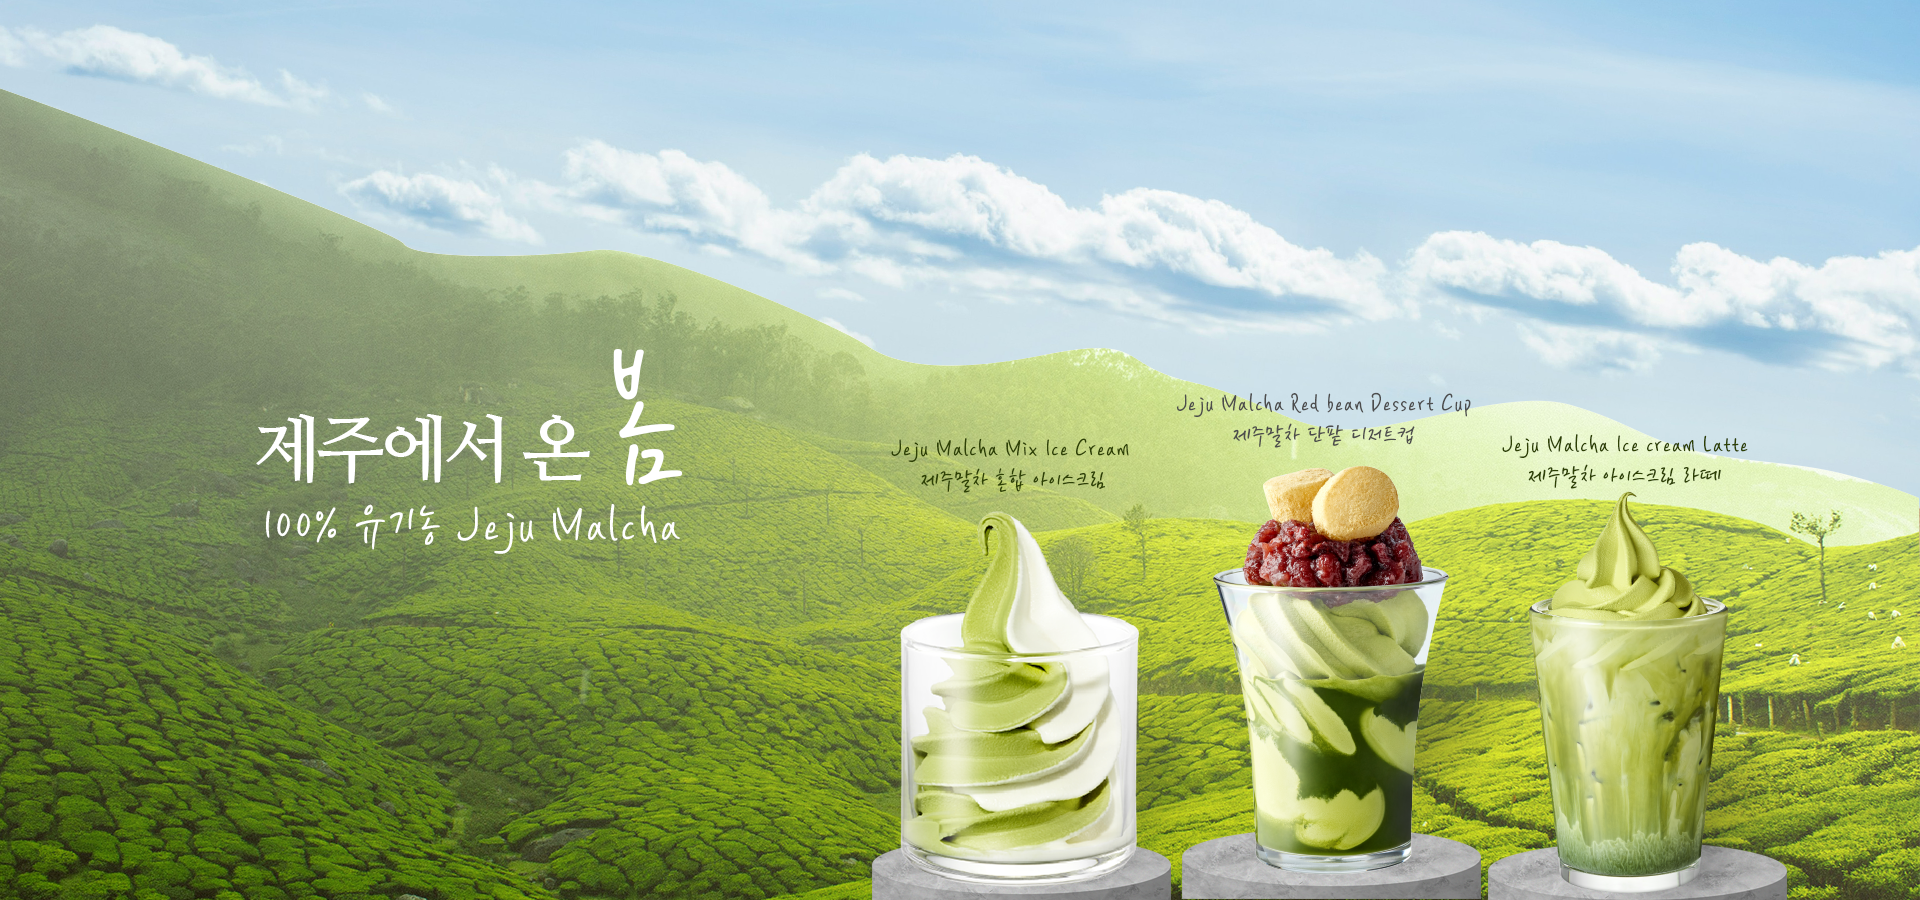 제주에서 온 봄
100% 유기농 Jeju Malcha
Jeju Malcha Mix Ice Cream
제주말차 혼합 아이스크림
Jeju Malcha Red bean Dessert Cup
제주말차 단팥 디저트컵
Jeju Malcha Ice cream Latte
제주말차 아이스크림 라떼